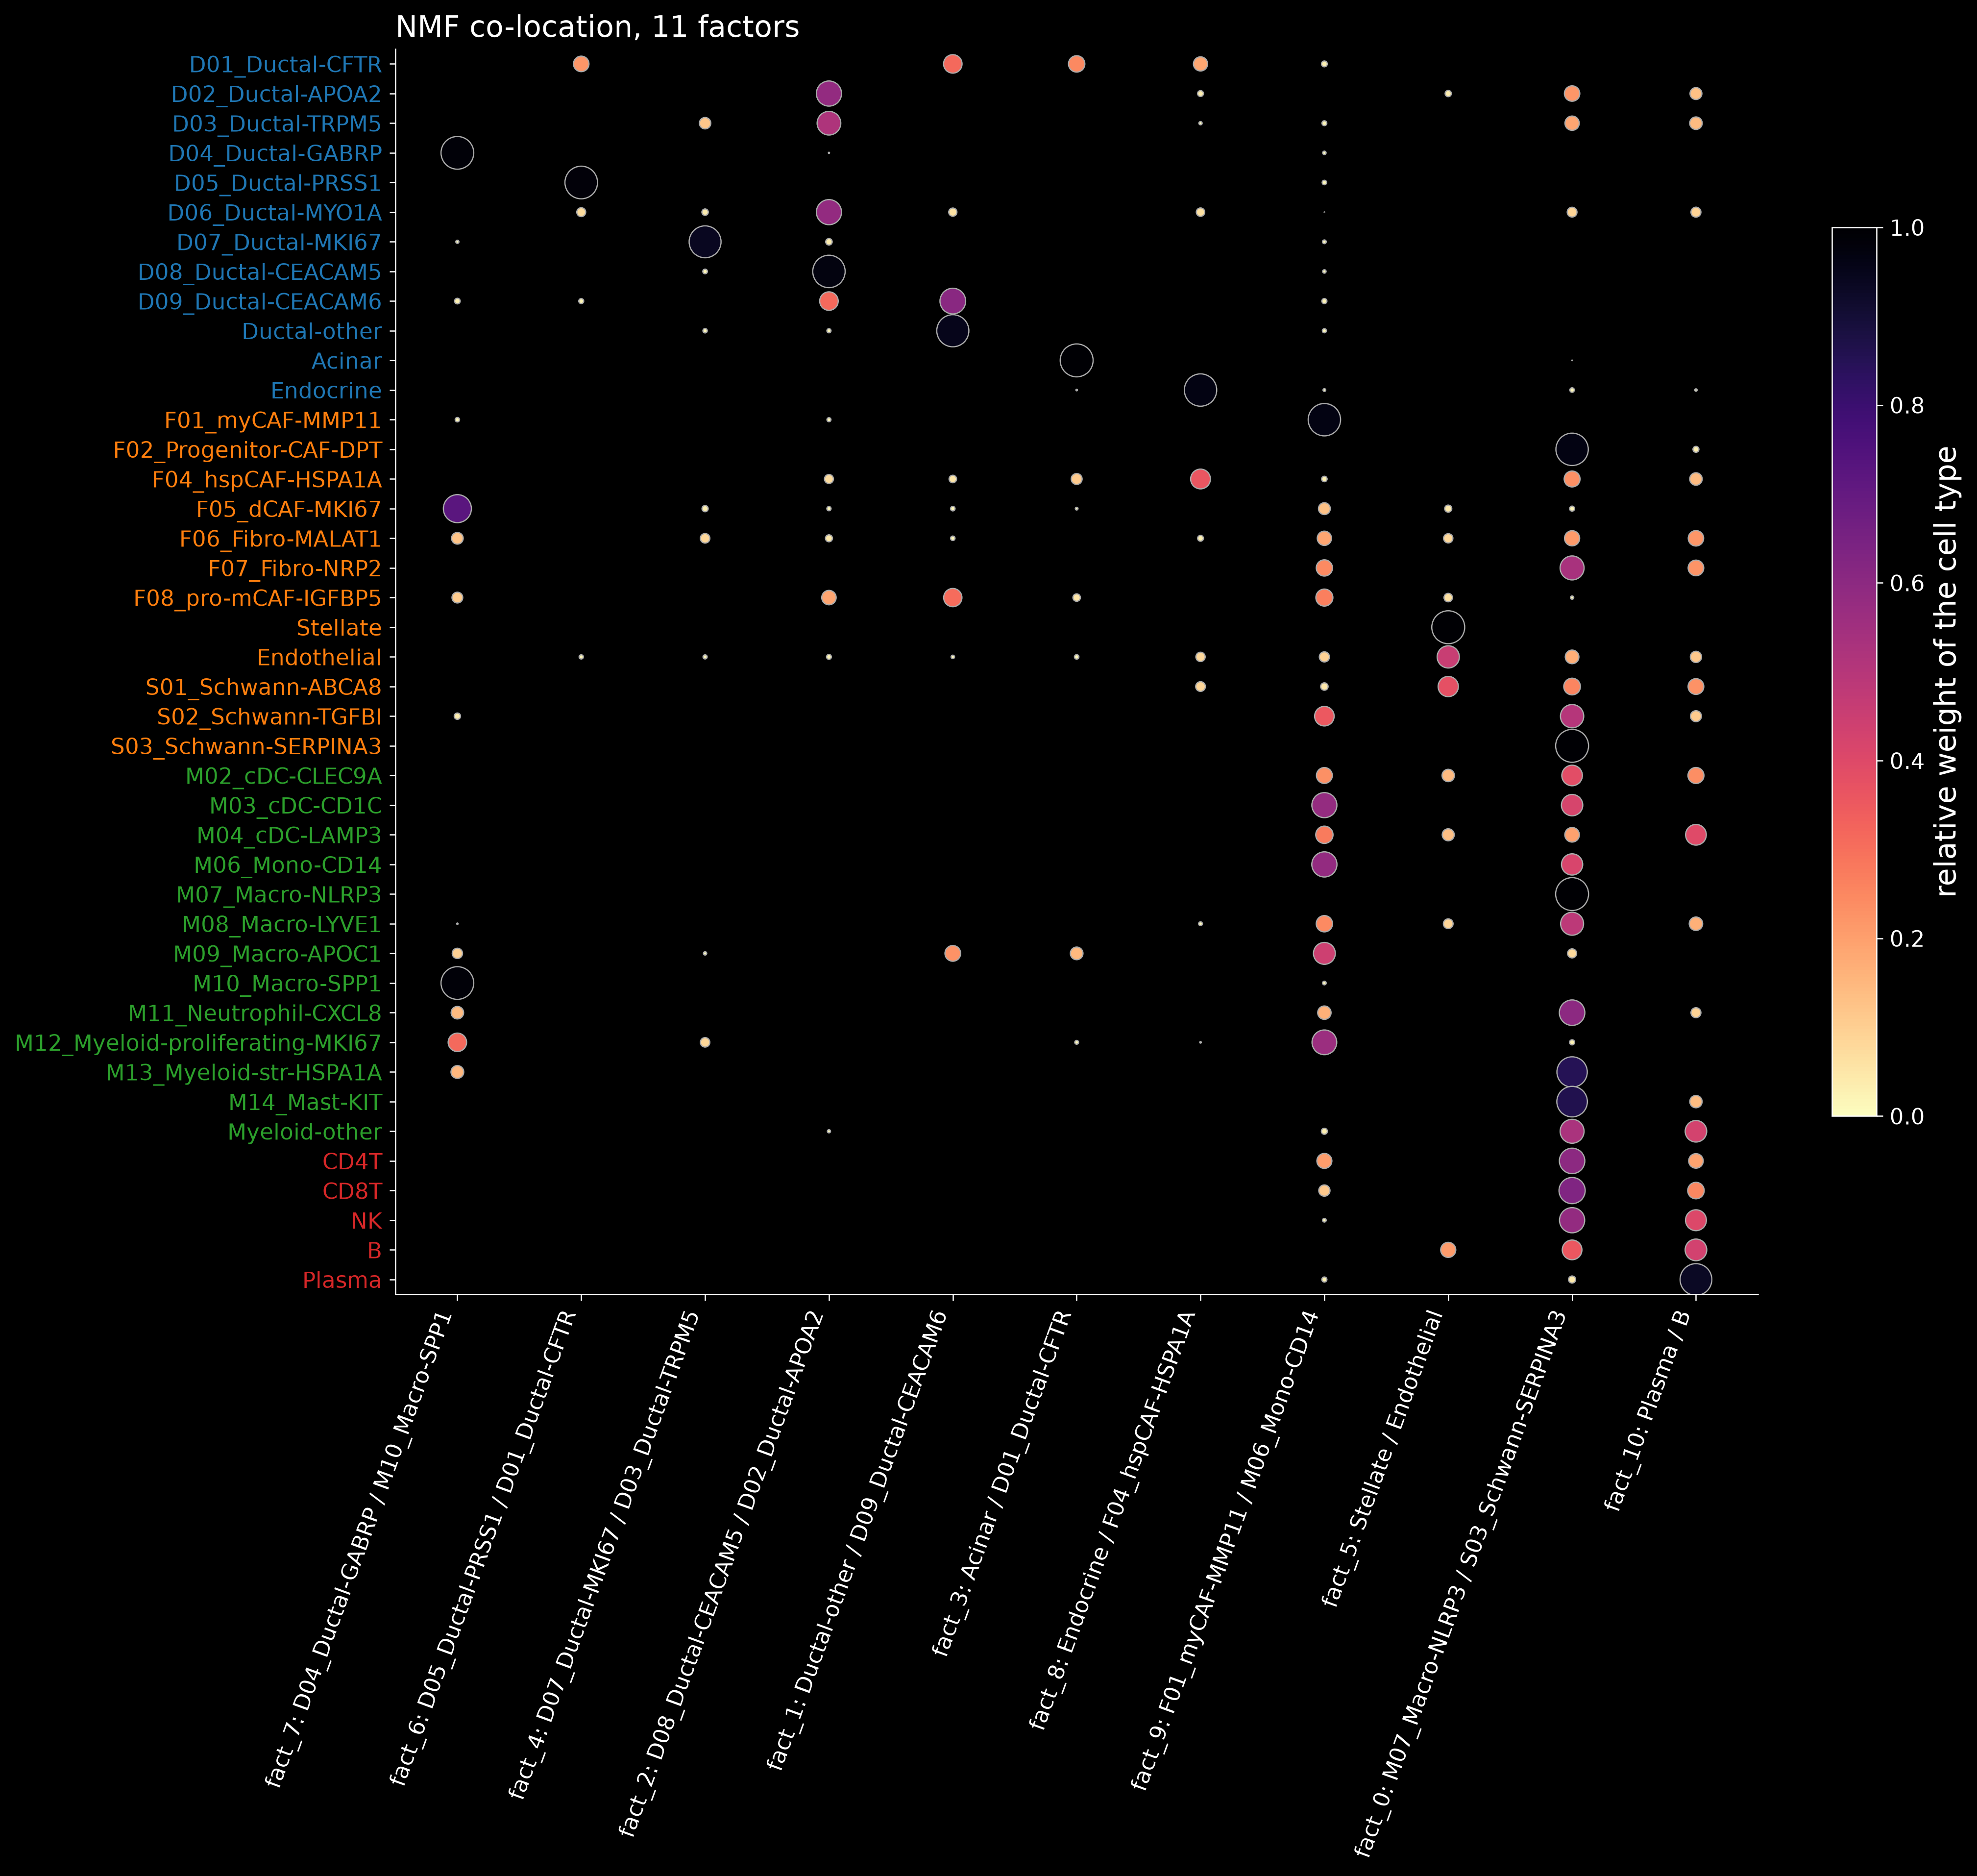 NMF co-location, 11 factors
D01_Ductal-CFTR
D02_Ductal-APOA2
D03_Ductal-TRPM5
D04_Ductal-GABRP
D05_Ductal-PRSS1
D06_Ductal-MYO1A
D07_Ductal-MKI67
D08_Ductal-CEACAM5
D09_Ductal-CEACAM6
Ductal-other
Acinar
Endocrine
F01_myCAF-MMP11
F02_Progenitor-CAF-DPT
F04_hspCAF-HSPA1A
F05_dCAF-MKI67
F06_Fibro-MALAT1
F07_Fibro-NRP2
F08_pro-mCAF-IGFBP5
Stellate
Endothelial
S01_Schwann-ABCA8
S02_Schwann-TGFBI
S03_Schwann-SERPINA3
M02_cDC-CLEC9A
M03_cDC-CD1C
M04_cDC-LAMP3
M06_Mono-CD14
M07_Macro-NLRP3
M08_Macro-LYVE1
M09_Macro-APOC1
M10_Macro-SPP1
M11_Neutrophil-CXCL8
M12_Myeloid-proliferating-MKI67
M13_Myeloid-str-HSPA1A
M14_Mast-KIT
Myeloid-other
CD4T
CD8T
NK
B
Plasma
fact_7: D04_Ductal-GABRP / M10_Macro-SPP1
fact_6: D05_Ductal-PRSS1 / D01_Ductal-CFTR
fact_4: D07_Ductal-MKI67 / D03_Ductal-TRPM5
fact_2: D08_Ductal-CEACAM5 / D02_Ductal-APOA2
fact_1: Ductal-other / D09_Ductal-CEACAM6
fact_3: Acinar / D01_Ductal-CFTR
fact_8: Endocrine / F04_hspCAF-HSPA1A
fact_9: F01_myCAF-MMP11 / M06_Mono-CD14
fact_5: Stellate / Endothelial
fact_0: M07_Macro-NLRP3 / S03_Schwann-SERPINA3
fact_10: Plasma / B
1.0
0.8
0.6
0.4
0.2
0.0
relative weight of the cell type